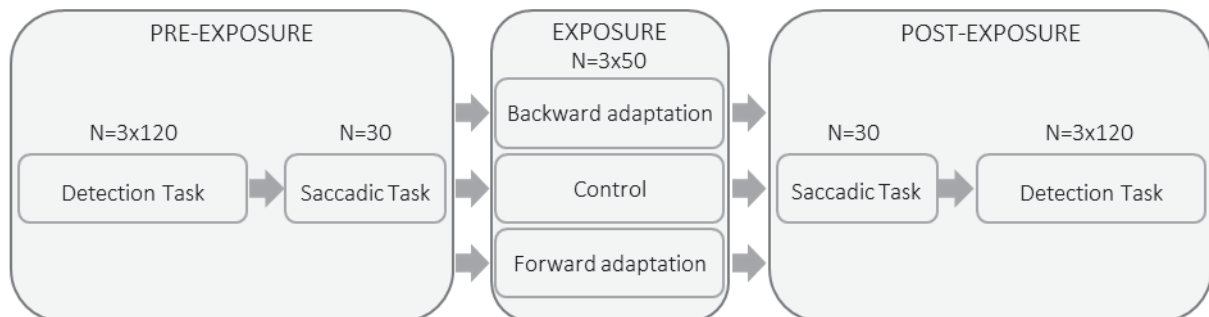 PRE-EXPOSURE
N=3x120
N=30
Detection Task
Saccadic Task
EXPOSURE
N=3x50
Backward adaptation
Control
Forward adaptation
POST-EXPOSURE
N=30
N=3x120
Saccadic Task
Detection Task